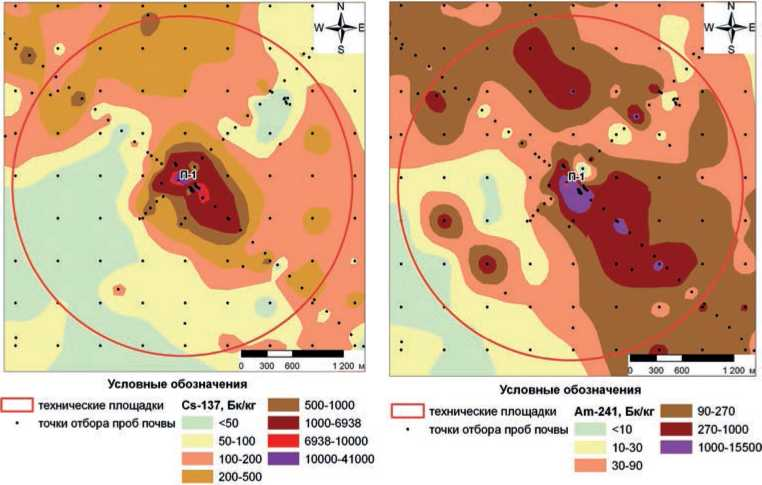 N
W E
S
П-1
0 300 600 1 200 м
Условные обозначения
технические площадки
точки отбора проб почвы
Cs-137, Бк/кг
<50
50-100
100-200
200-500
500-1000
1000-6938
6938-10000
10000-41000
N
W E
S
П-1
0 300 600 1 200 м
Условные обозначения
технические площадки
точки отбора проб почвы
Am-241, Бк/кг
<10
10-30
30-90
90-270
270-1000
1000-15500